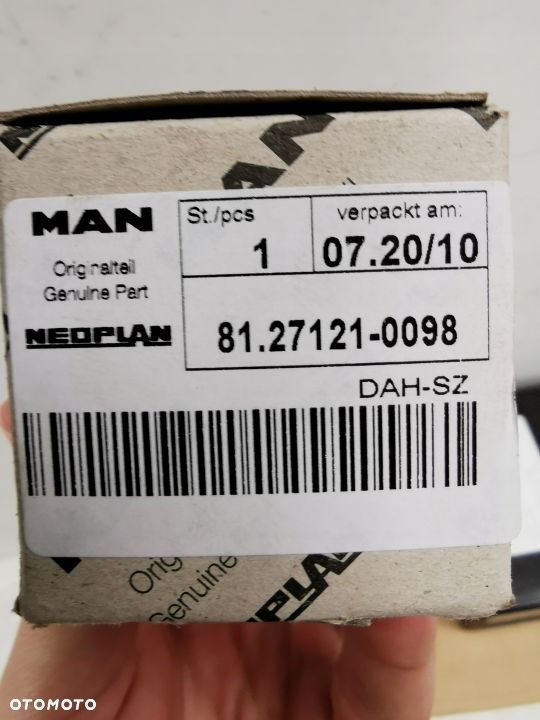 MAN
St./pcs
verpackt am:
1
07.20/10
Originalteil
Genuine Part
NEOPLAN
81.27121-0098
DAH-SZ
Genuine
OTOMOTO